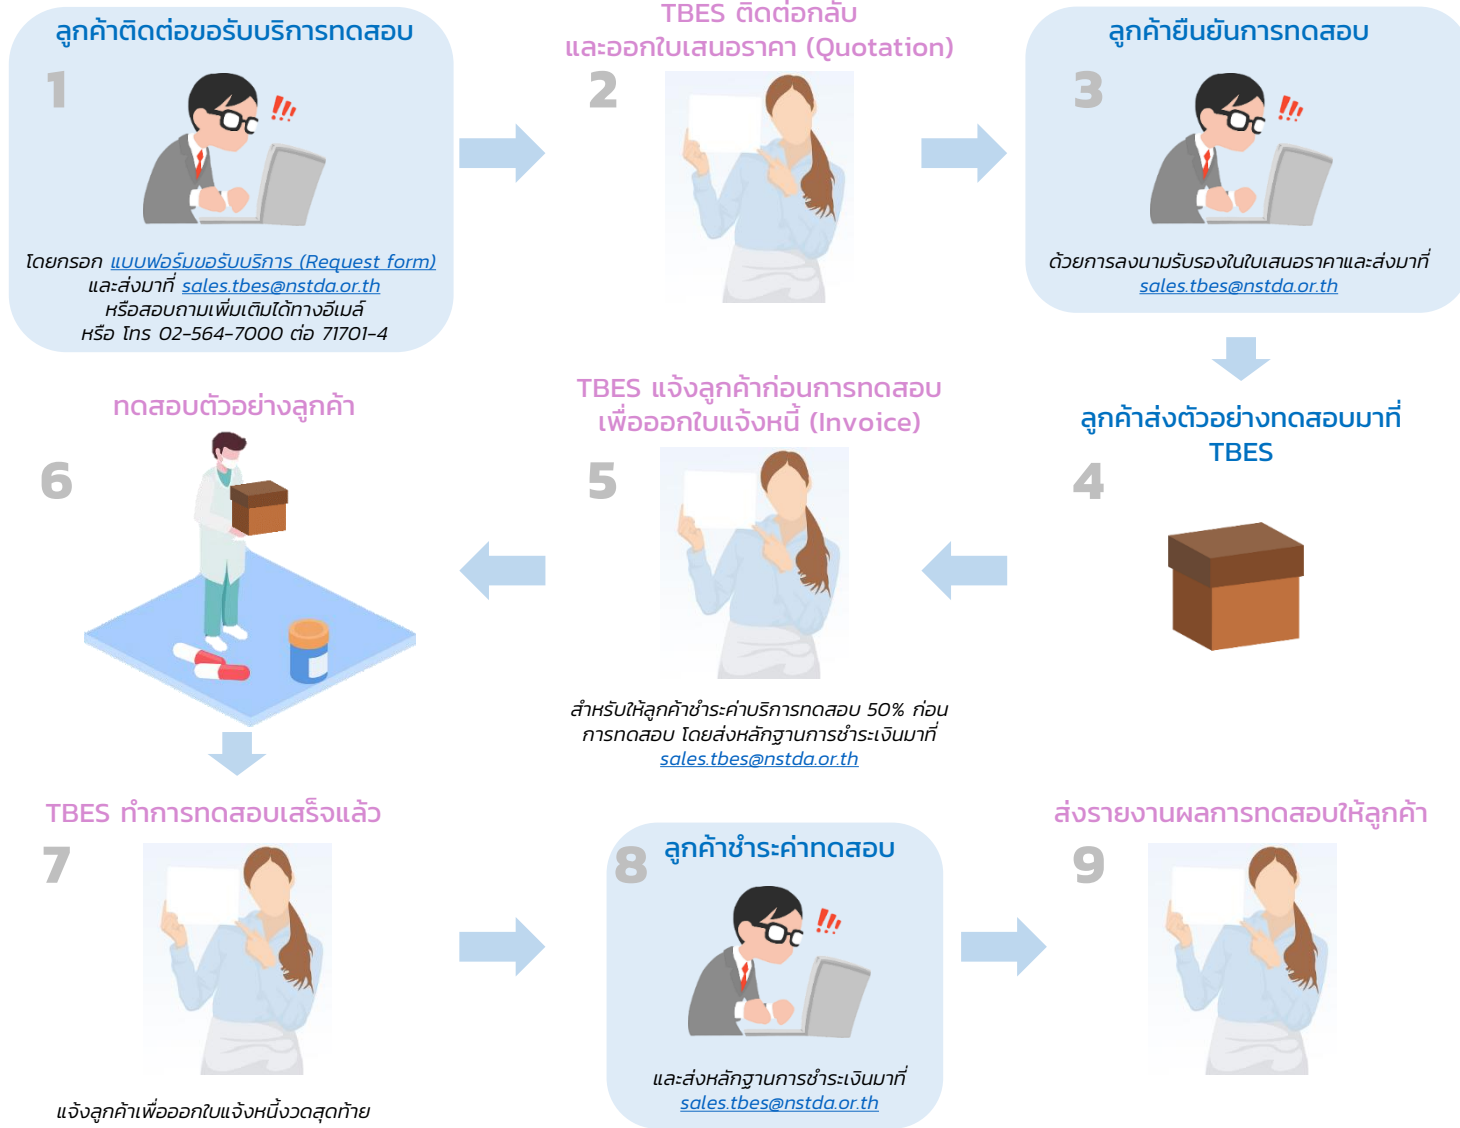 ลูกค้าติดต่อขอรับบริการทดสอบ
1
โดยกรอก แบบฟอร์มขอรับบริการ (Request form)
และส่งมาที่ sales.tbes@nstda.or.th
หรือสอบถามเพิ่มเติมได้ทางอีเมล์
หรือ โทร 02-564-7000 ต่อ 71701-4
TBES ติดต่อกลับ
และออกใบเสนอราคา (Quotation)
2
ลูกค้ายืนยันการทดสอบ
3
ด้วยการลงนามรับรองในใบเสนอราคาและส่งมาที่
sales.tbes@nstda.or.th
ลูกค้าส่งตัวอย่างทดสอบมาที่
TBES
4
TBES แจ้งลูกค้าก่อนการทดสอบ
เพื่อออกใบแจ้งหนี้ (Invoice)
5
สำหรับให้ลูกค้าชำระค่าบริการทดสอบ 50% ก่อน
การทดสอบ โดยส่งหลักฐานการชำระเงินมาที่
sales.tbes@nstda.or.th
ทดสอบตัวอย่างลูกค้า
6
TBES ทำการทดสอบเสร็จแล้ว
7
แจ้งลูกค้าเพื่อออกใบแจ้งหนี้งวดสุดท้าย
8
ลูกค้าชำระค่าทดสอบ
และส่งหลักฐานการชำระเงินมาที่
sales.tbes@nstda.or.th
ส่งรายงานผลการทดสอบให้ลูกค้า
9